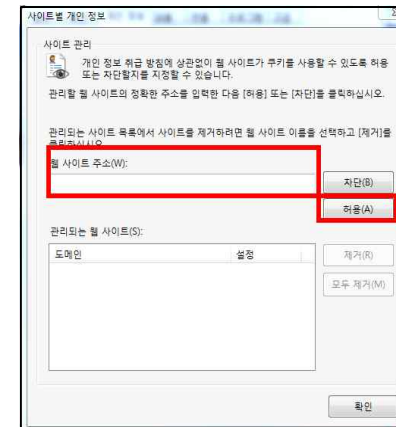 사이트별 개인 정보
사이트 관리
개인 정보 취급 방침에 상관없이 웹 사이트가 쿠키를 사용할 수 있도록 허용
또는 차단할지를 지정할 수 있습니다.
관리할 웹 사이트의 정확한 주소를 입력한 다음 [허용] 또는 [차단]을 클릭하십시오.
관리되는 사이트 목록에서 사이트를 제거하려면 웹 사이트 이름을 선택하고 [제거]를
클릭하십시오
웹 사이트 주소(W):
차단(B)
허용(A)
관리되는 웹 사이트(S):
도메인 설정
제거(R)
모두 제거(M)
확인